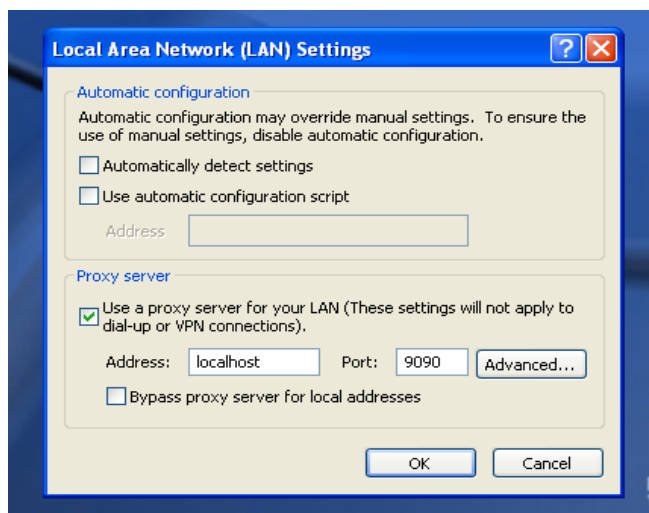 Local Area Network (LAN) Settings
Automatic configuration
Automatic configuration may override manual settings. To ensure the
use of manual settings, disable automatic configuration.
Automatically detect settings
Use automatic configuration script
Address
Proxy server
Use a proxy server for your LAN (These settings will not apply to
dial-up or VPN connections).
Address: localhost Port: 9090 Advanced...
Bypass proxy server for local addresses
OK Cancel